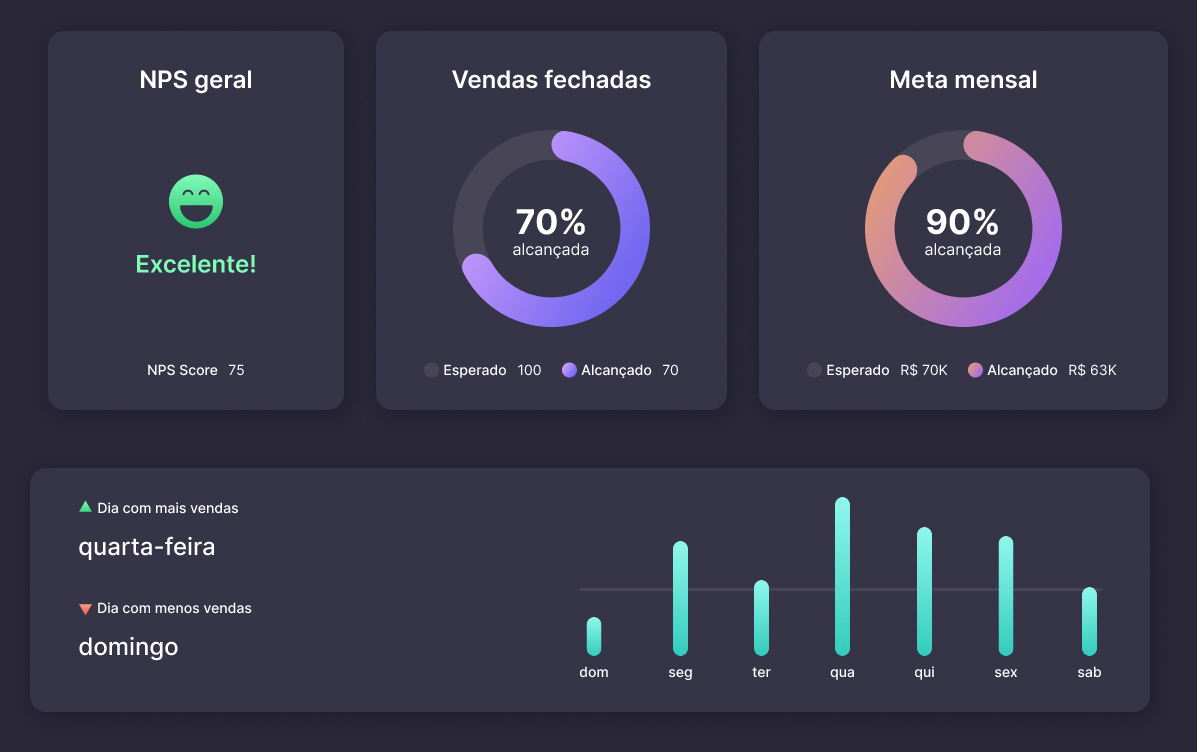 NPS geral
Excelente!
NPS Score 75
Vendas fechadas
70%
alcançada
Esperado 100 Alcançado 70
Meta mensal
90%
alcançada
Esperado R$ 70K Alcançado R$ 63K
Dia com mais vendas
quarta-feira
Dia com menos vendas
domingo
dom seg ter qua qui sex sab